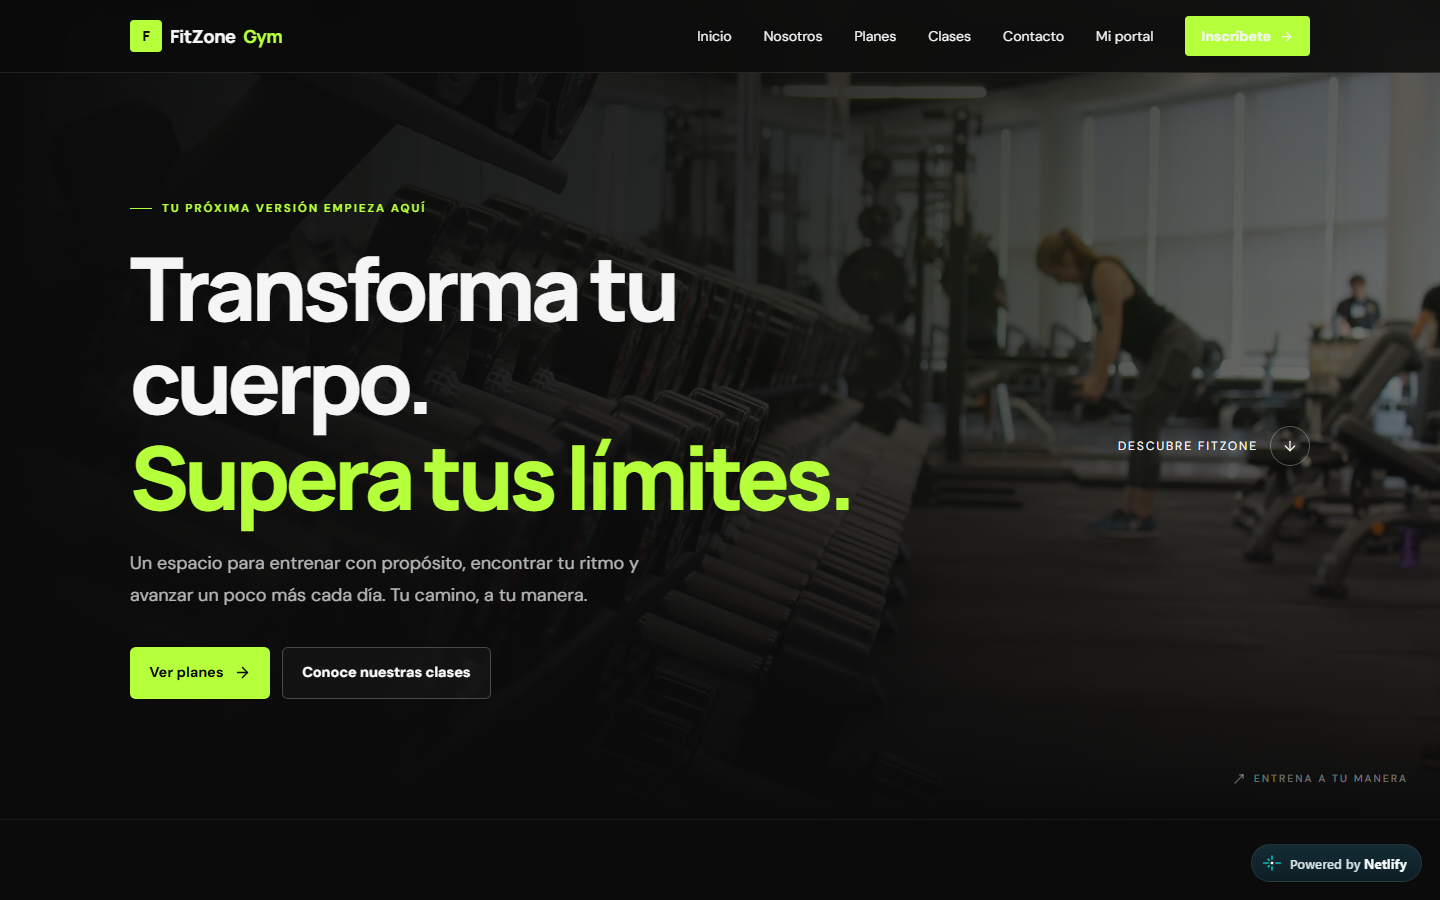 F FitZone Gym
Inicio Nosotros Planes Clases Contacto Mi portal Inscríbete →
TU PRÓXIMA VERSIÓN EMPIEZA AQUÍ
Transforma tu
cuerpo.
Supera tus límites.
DESCUBRE FITZONE ↓
Un espacio para entrenar con propósito, encontrar tu ritmo y
avanzar un poco más cada día. Tu camino, a tu manera.
Ver planes →
Conoce nuestras clases
↗ ENTRENA A TU MANERA
Powered by Netlify